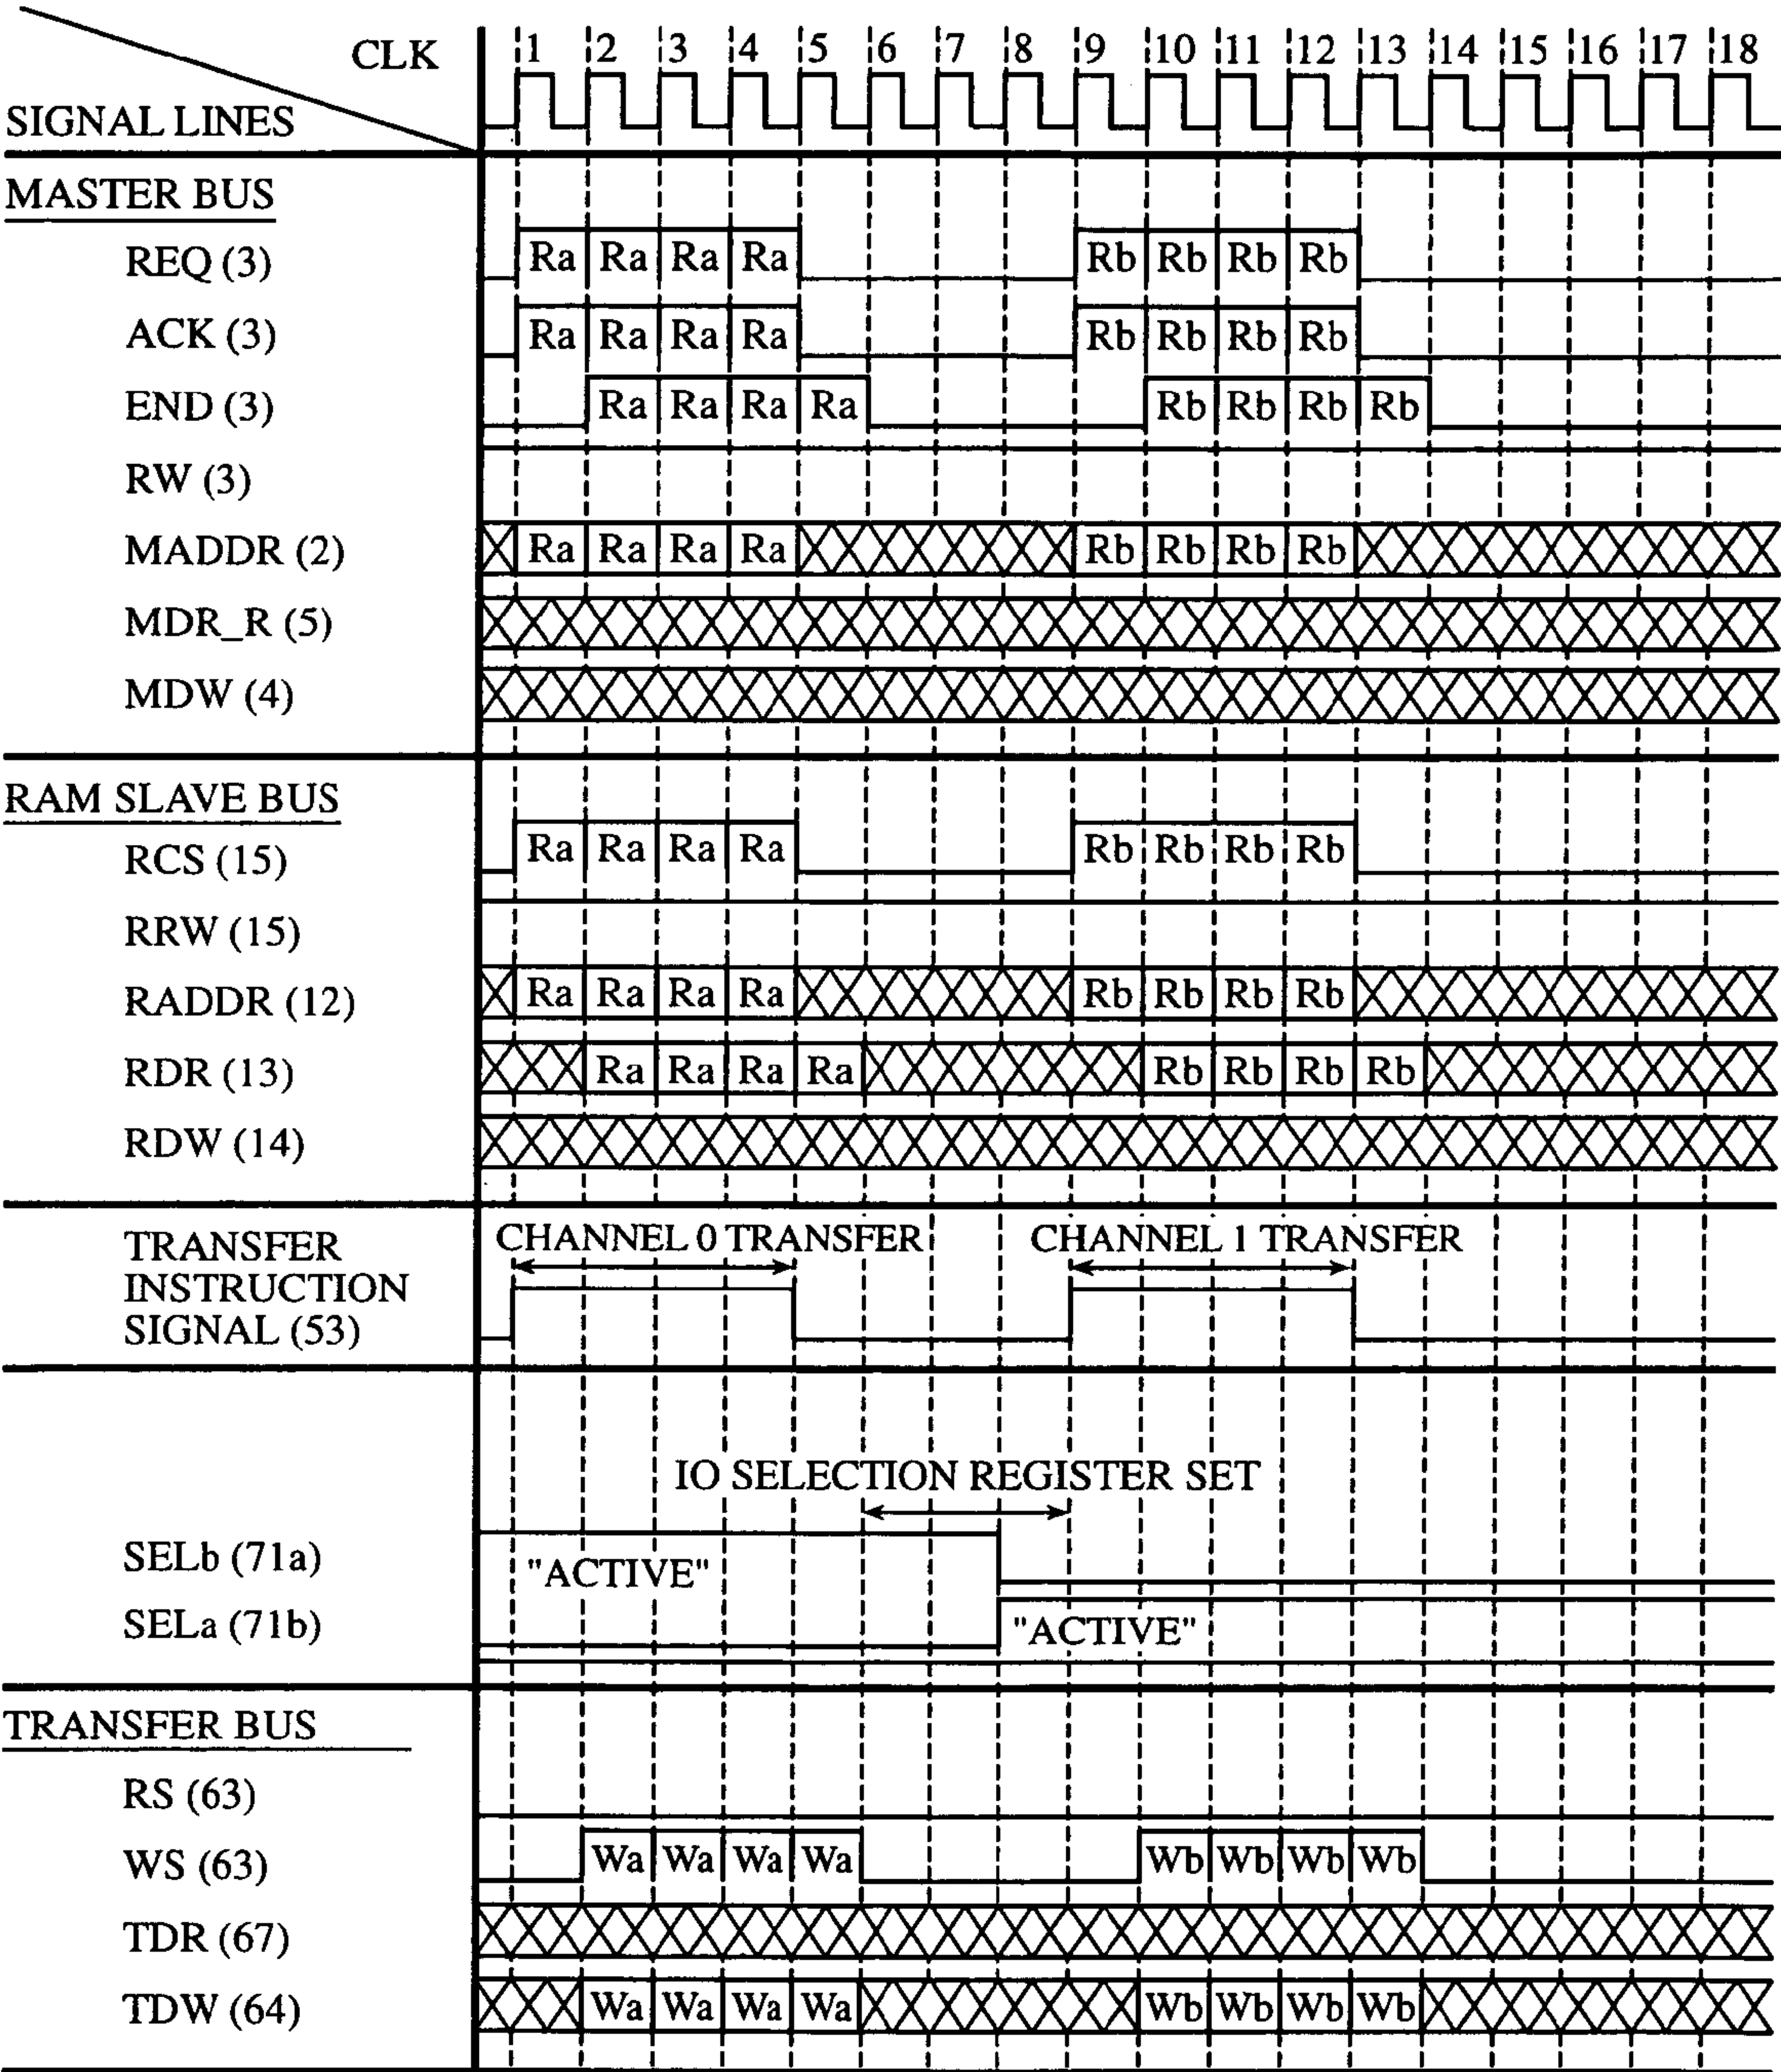 CLK 1 2 3 4 5 6 7 8 9 10 11 12 13 14 15 16 17 18
SIGNAL LINES
MASTER BUS
REQ (3) Ra Ra Ra Ra Rb Rb Rb Rb
ACK (3) Ra Ra Ra Ra Rb Rb Rb Rb
END (3) Ra Ra Ra Ra Rb Rb Rb Rb
RW (3)
MADDR (2) Ra Ra Ra Ra Rb Rb Rb Rb
MDR_R (5)
MDW (4)
RAM SLAVE BUS
RCS (15) Ra Ra Ra Ra Rb Rb Rb Rb
RRW (15)
RADDR (12) Ra Ra Ra Ra Rb Rb Rb Rb
RDR (13) Ra Ra Ra Ra Rb Rb Rb Rb
RDW (14)
CHANNEL 0 TRANSFER CHANNEL 1 TRANSFER
TRANSFER
INSTRUCTION
SIGNAL (53)
IO SELECTION REGISTER SET
SELb (71a) "ACTIVE"
SELa (71b) "ACTIVE"
TRANSFER BUS
RS (63)
WS (63) Wa Wa Wa Wa Wb Wb Wb Wb
TDR (67)
TDW (64) Wa Wa Wa Wa Wb Wb Wb Wb